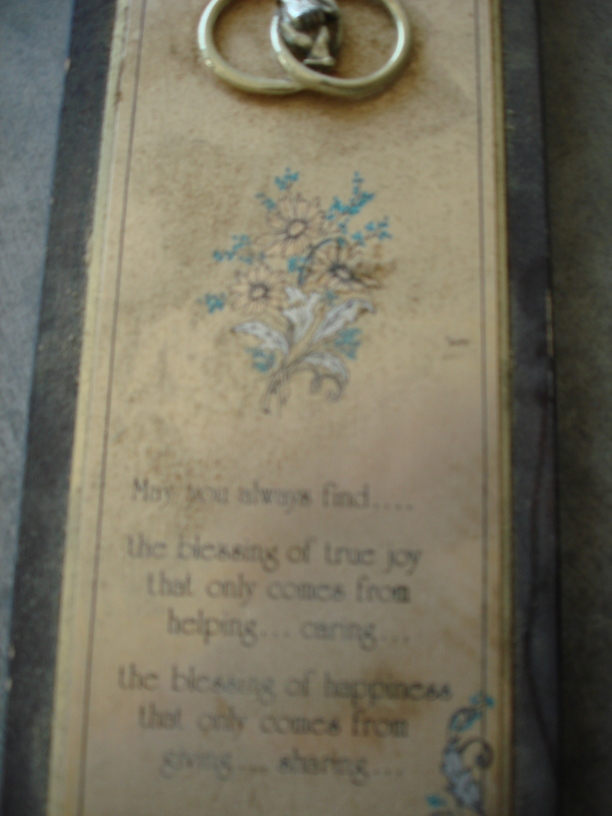 May you always find....
the blessing of true joy
that only comes from
helping... caring...
the blessing of happiness
that only comes from
giving.... sharing....